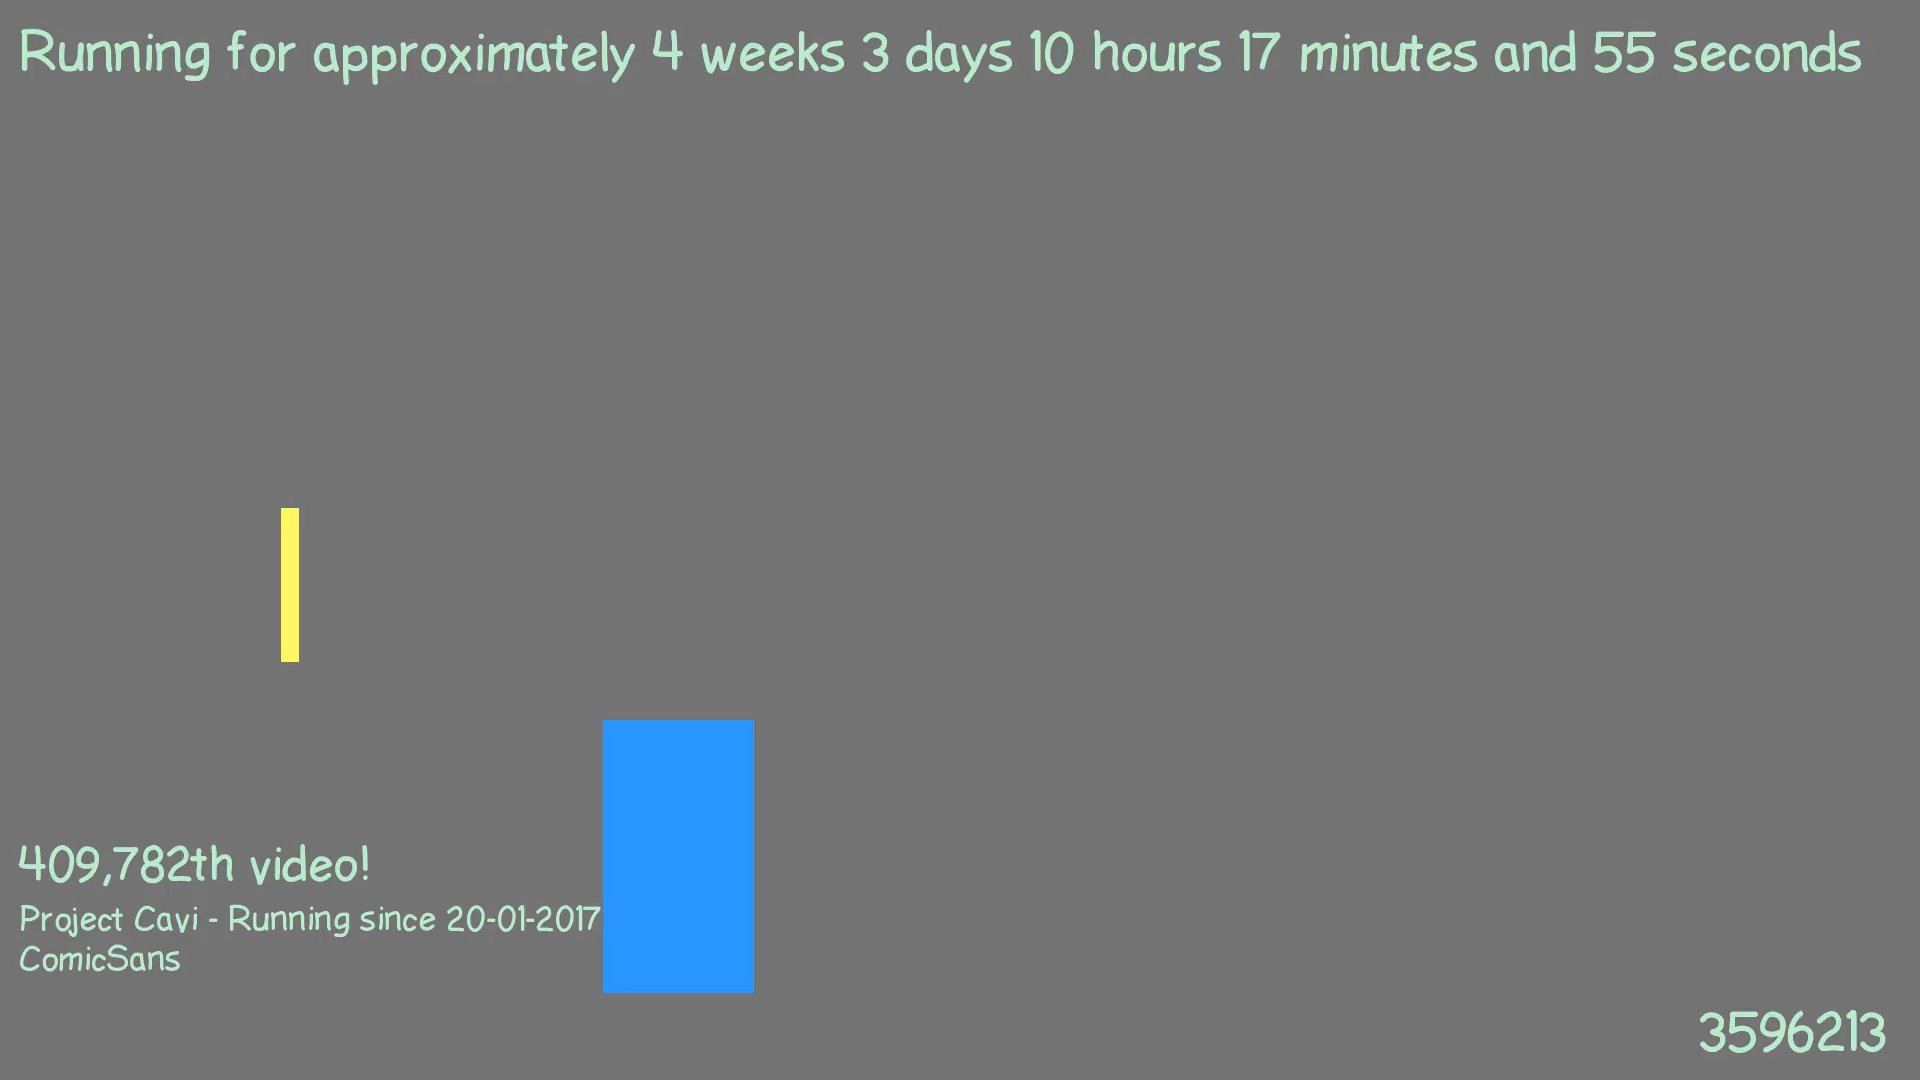 Running for approximately 4 weeks 3 days 10 hours 17 minutes and 55 seconds
409,782th video!
Project Cavi - Running since 20-01-2017
ComicSans
3596213